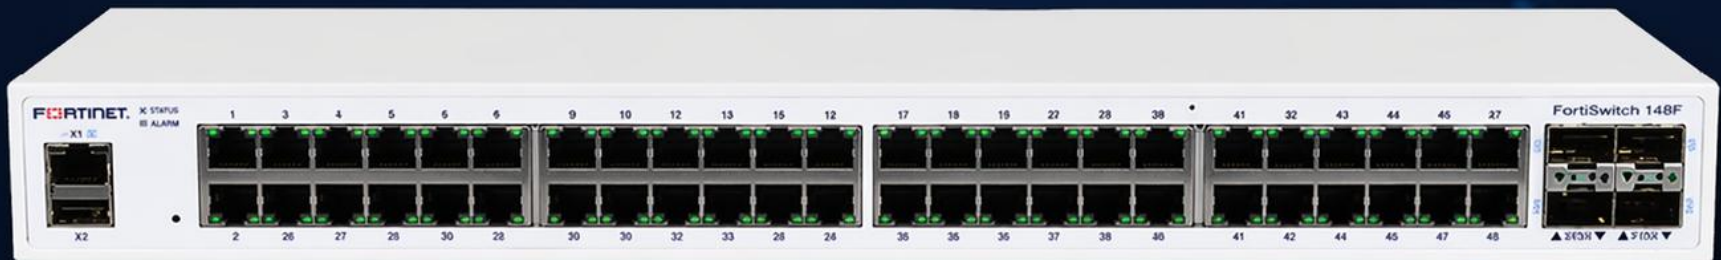 FORTINET.
STATUS
ALARM
X1
X2
1 3 4 5 6 6 9 10 12 13 15 12 17 18 19 27 28 38 41 32 43 44 45 27
2 26 27 28 30 28 30 30 32 33 28 24 36 35 36 37 38 40 41 42 44 45 47 48
FortiSwitch 148F